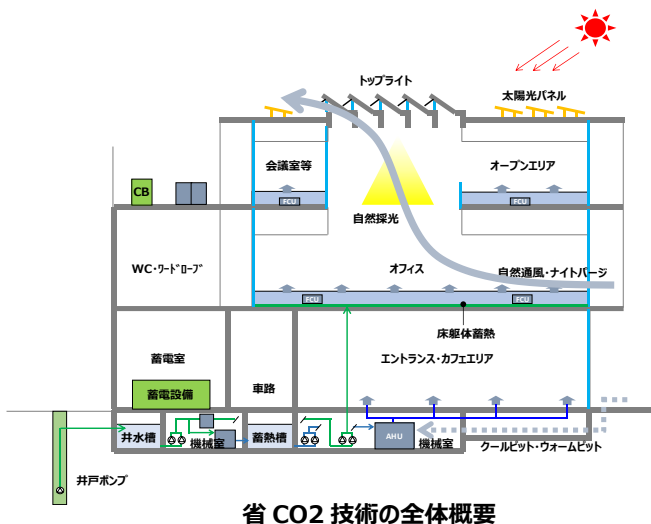 トップライト
太陽光パネル
会議室等
オープンエリア
CB
FCU
FCU
自然採光
WC・ワードローブ
オフィス
自然通風・ナイトパージ
FCU
FCU
床躯体蓄熱
蓄電室
エントランス・カフェエリア
蓄電設備
車路
井水槽
機械室
蓄熱槽
AHU
機械室
クールピット・ウォームピット
井戸ポンプ
省 CO2 技術の全体概要